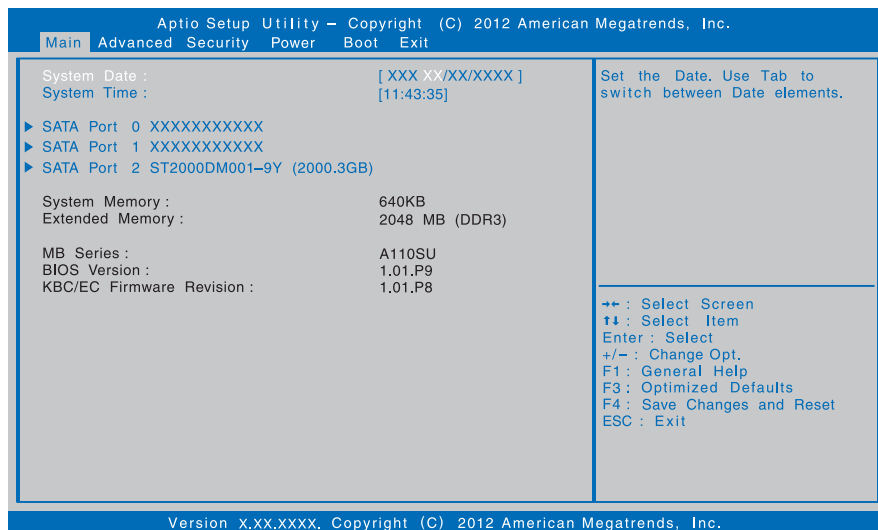 Aptio Setup Utility – Copyright (C) 2012 American Megatrends, Inc.
Main Advanced Security Power Boot Exit
System Date : [ XXX XX/XX/XXXX ]
System Time : [11:43:35]
SATA Port 0 XXXXXXXXXXX
SATA Port 1 XXXXXXXXXXX
SATA Port 2 ST2000DM001–9Y (2000.3GB)
System Memory : 640KB
Extended Memory : 2048 MB (DDR3)
MB Series : A110SU
BIOS Version : 1.01.P9
KBC/EC Firmware Revision : 1.01.P8
Set the Date. Use Tab to
switch between Date elements.
→← : Select Screen
↑↓ : Select Item
Enter : Select
+/– : Change Opt.
F1 : General Help
F3 : Optimized Defaults
F4 : Save Changes and Reset
ESC : Exit
Version X.XX.XXXX. Copyright (C) 2012 American Megatrends, Inc.